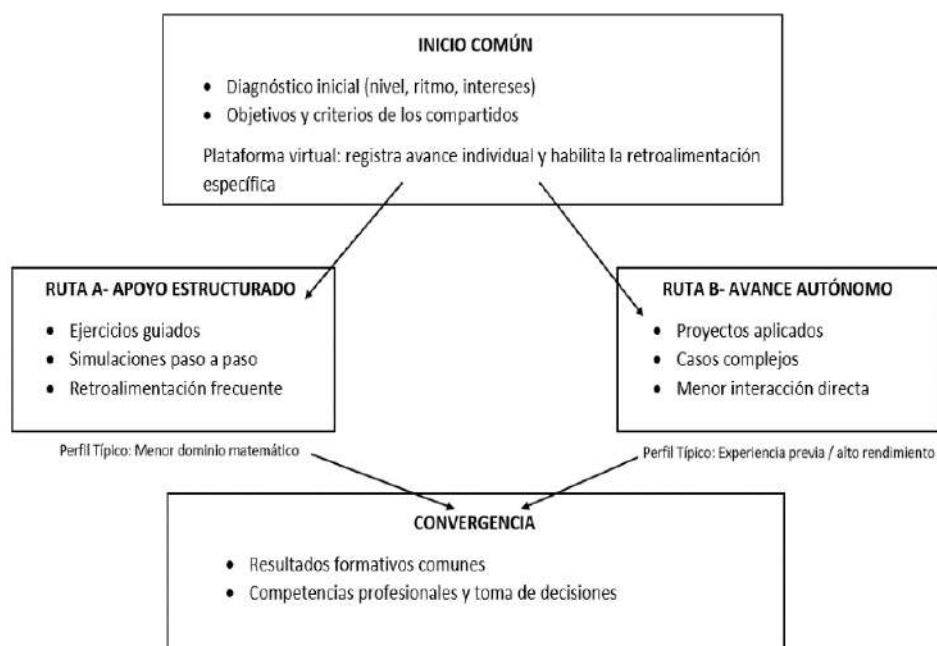 INICIO COMÚN
• Diagnóstico inicial (nivel, ritmo, intereses)
• Objetivos y criterios de los compartidos
Plataforma virtual: registra avance individual y habilita la retroalimentación
específica
RUTA A- APOYO ESTRUCTURADO
• Ejercicios guiados
• Simulaciones paso a paso
• Retroalimentación frecuente
Perfil Típico: Menor dominio matemático
RUTA B- AVANCE AUTÓNOMO
• Proyectos aplicados
• Casos complejos
• Menor interacción directa
Perfil Típico: Experiencia previa / alto rendimiento
CONVERGENCIA
• Resultados formativos comunes
• Competencias profesionales y toma de decisiones